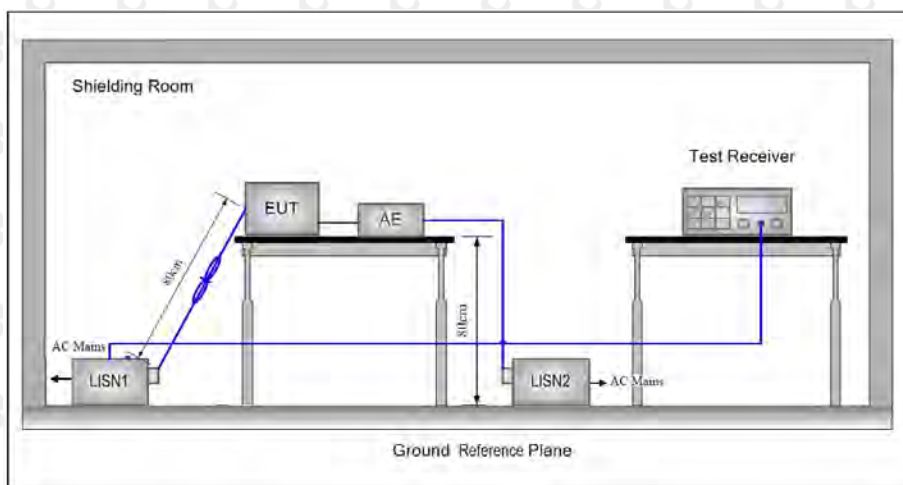 Shielding Room
Test Receiver
EUT
AE
80cm
80cm
AC Mains
LISN1
LISN2
AC Mains
Ground Reference Plane